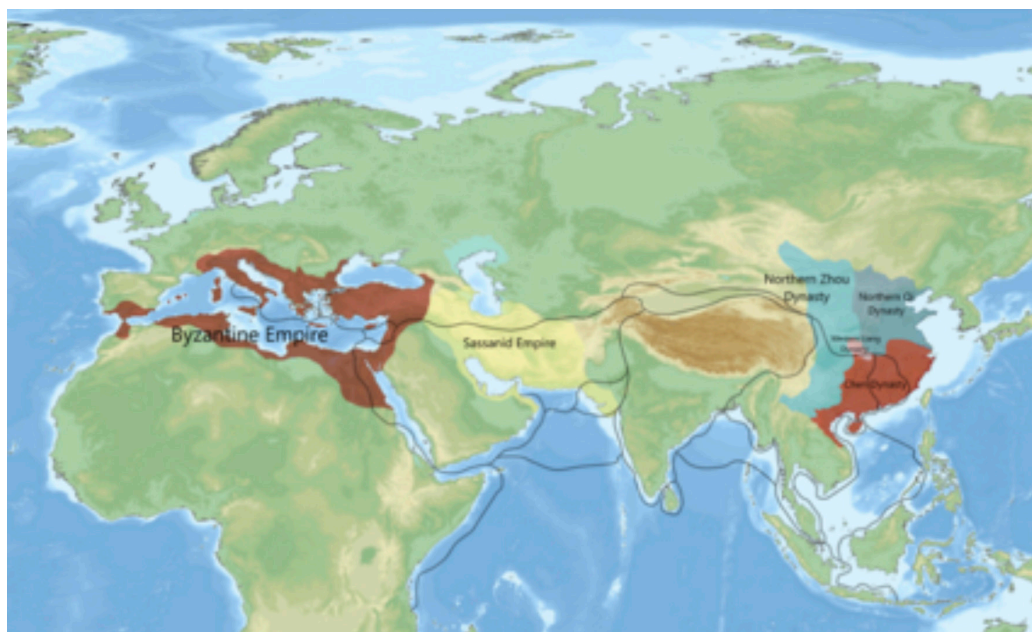 Northern Zhou
Dynasty
Northern Qi
Dynasty
Byzantine Empire
Sassanid Empire
Chen Dynasty